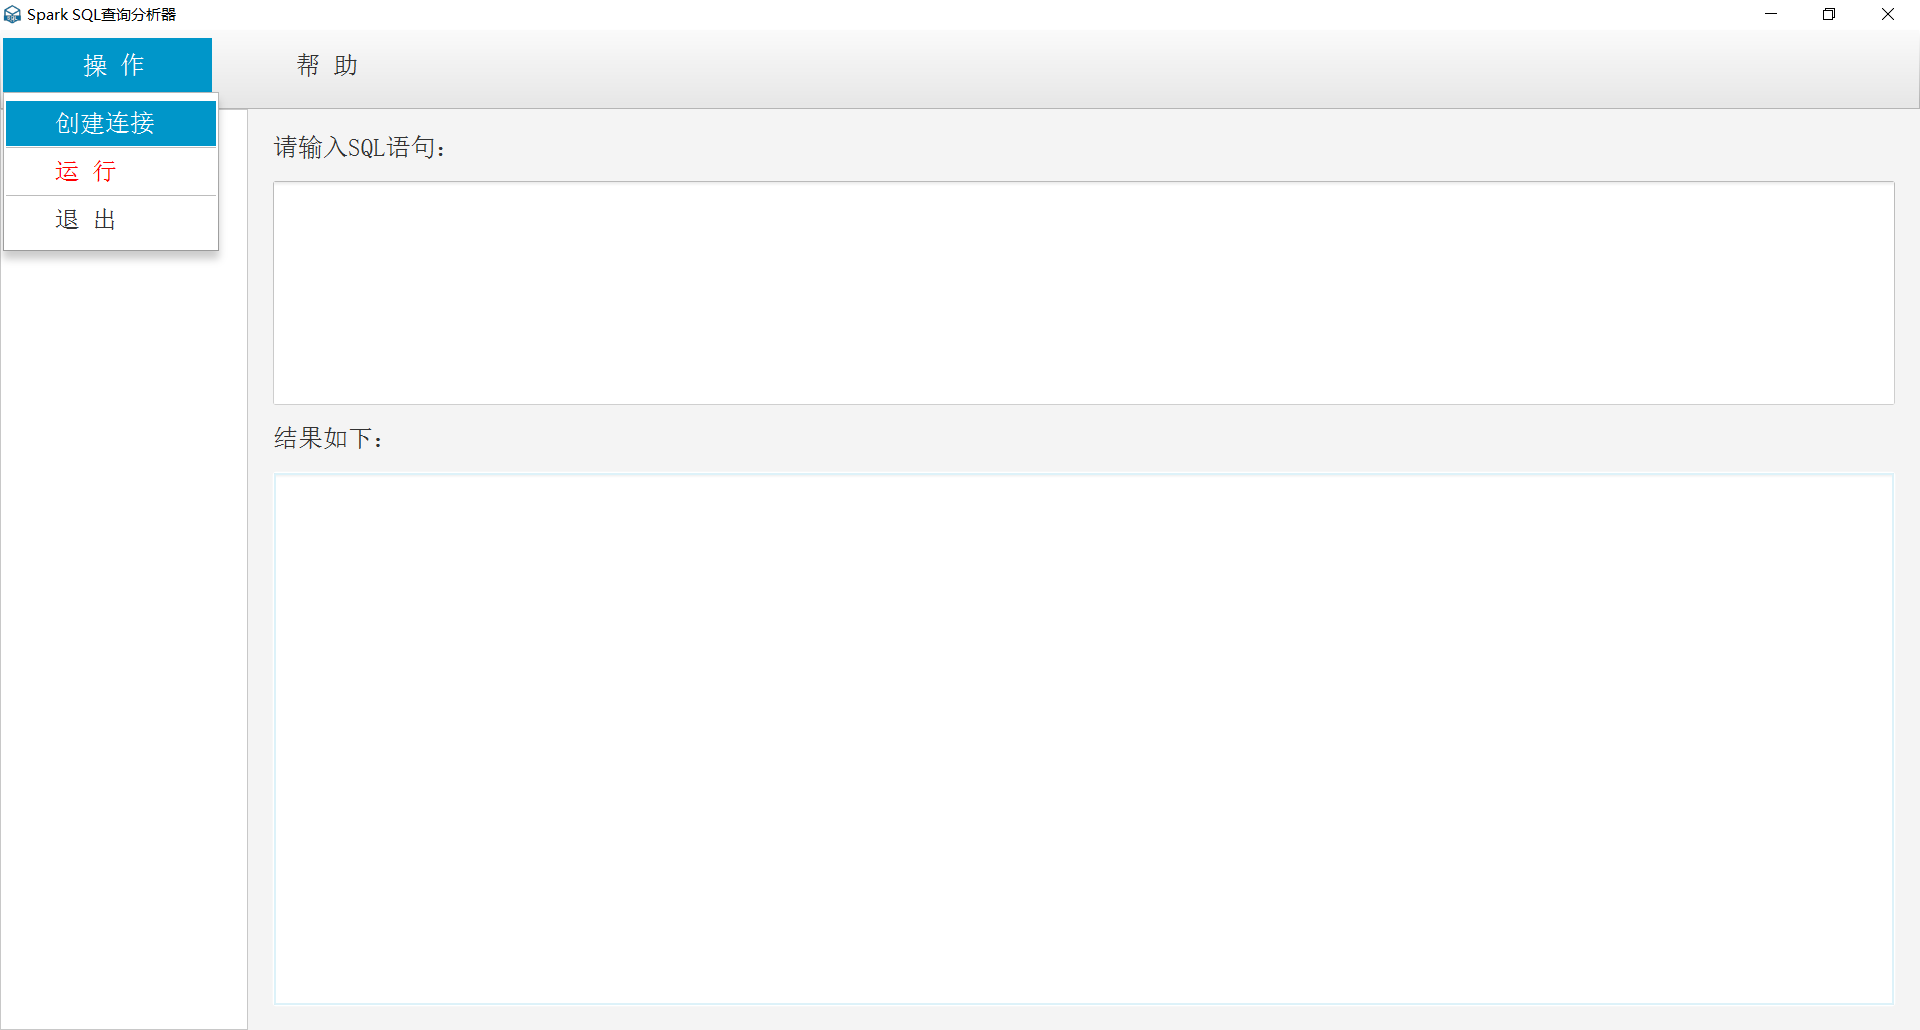 Spark SQL查询分析器
操 作 帮 助
创建连接
运 行
退 出
请输入SQL语句：
结果如下：